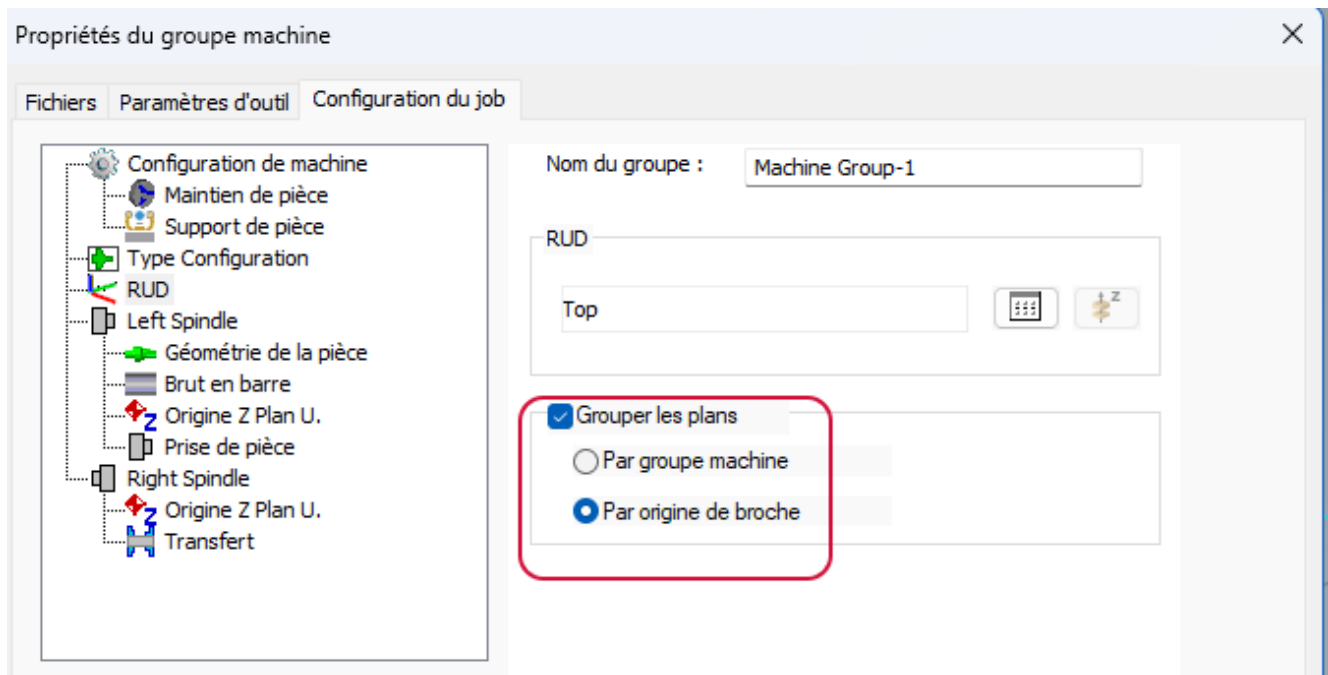 Propriétés du groupe machine
Fichiers Paramètres d'outil Configuration du job
Configuration de machine
Maintien de pièce
Support de pièce
Type Configuration
RUD
Left Spindle
Géométrie de la pièce
Brut en barre
Origine Z Plan U.
Prise de pièce
Right Spindle
Origine Z Plan U.
Transfert
Nom du groupe : Machine Group-1
RUD
Top
Z
Grouper les plans
Par groupe machine
Par origine de broche